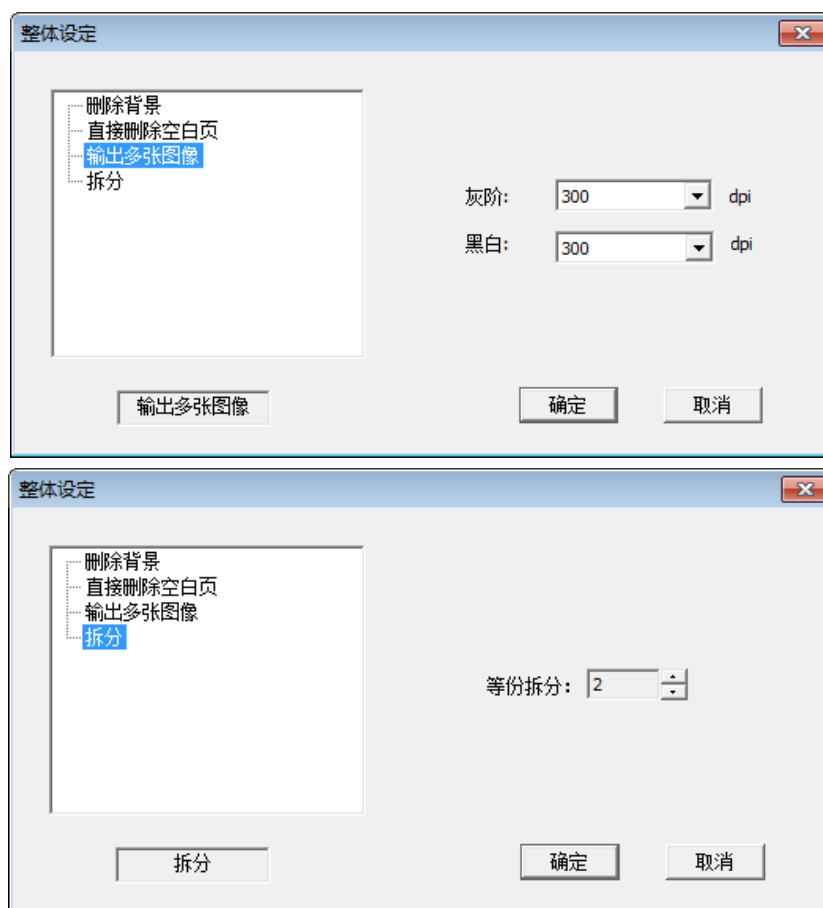 整体设定
删除背景
直接删除空白页
输出多张图像
拆分
灰阶: 300 dpi
黑白: 300 dpi
输出多张图像 确定 取消
整体设定
删除背景
直接删除空白页
输出多张图像
拆分
等份拆分: 2
拆分 确定 取消